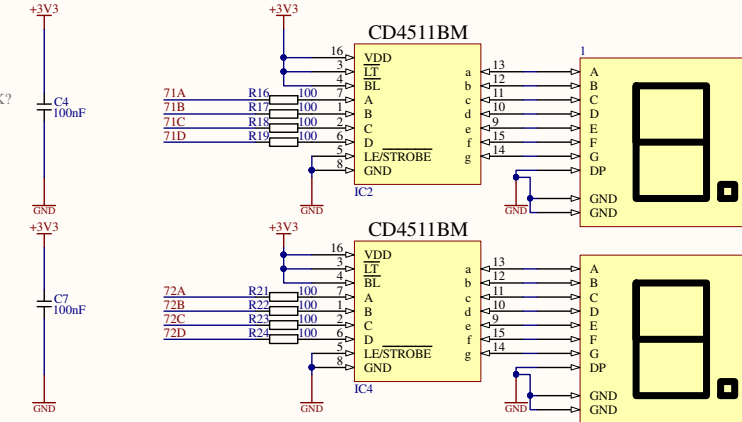 +3V3
C4
100nF
GND
K?
+3V3
CD4511BM
16 VDD
3 LT
4 BL
71A R16 100 7 A
71B R17 100 1 B
71C R18 100 2 C
71D R19 100 6 D
5 LE/STROBE
8 GND
a 13
b 12
c 11
d 10
e 9
f 15
g 14
IC2
GND
1
A
B
C
D
E
F
G
DP
GND
GND
GND
+3V3
C7
100nF
GND
+3V3
CD4511BM
16 VDD
3 LT
4 BL
72A R21 100 7 A
72B R22 100 1 B
72C R23 100 2 C
72D R24 100 6 D
5 LE/STROBE
8 GND
a 13
b 12
c 11
d 10
e 9
f 15
g 14
IC4
GND
A
B
C
D
E
F
G
DP
GND
GND
GND